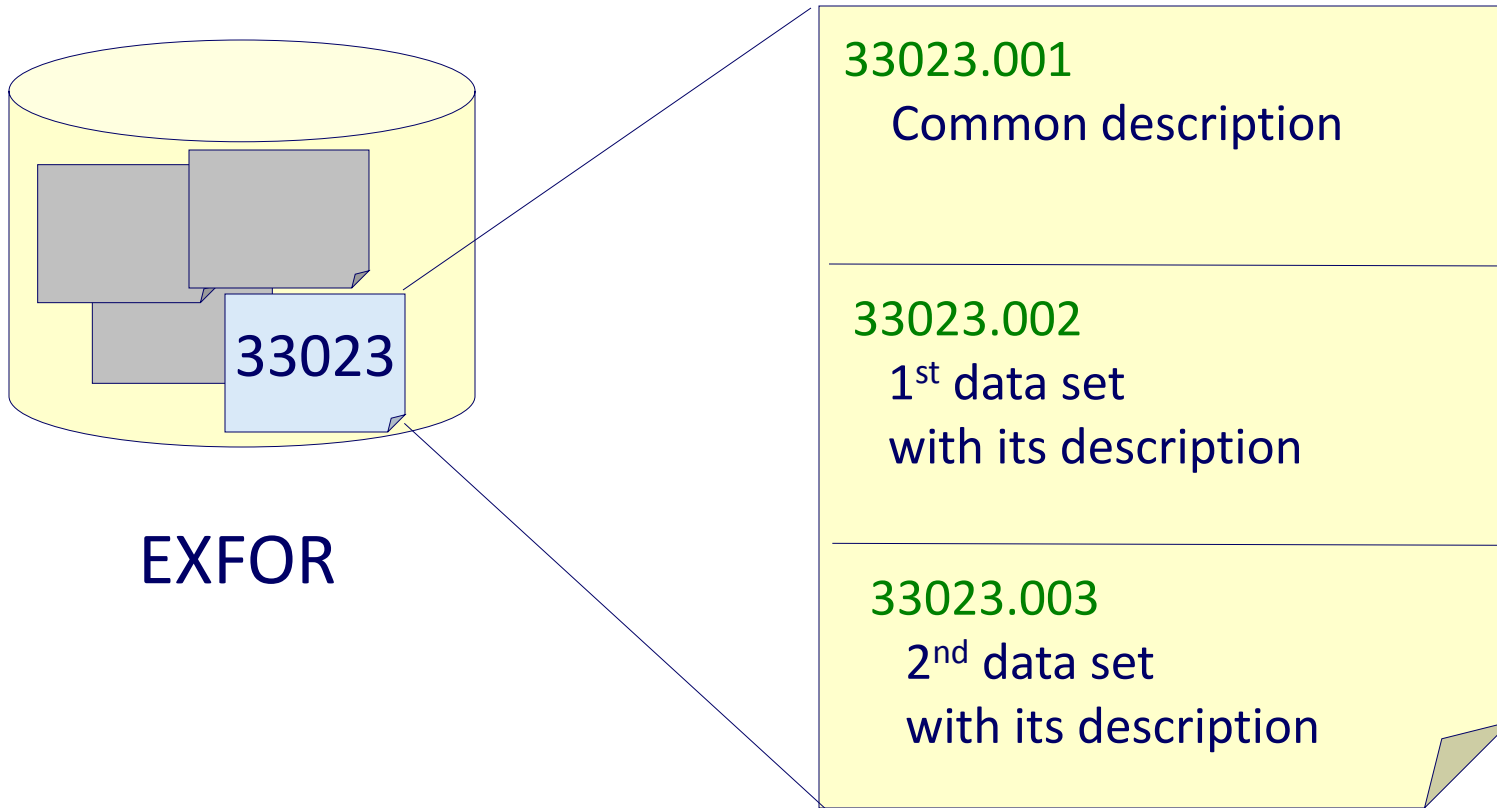 33023
EXFOR
33023.001
Common description
33023.002
1st data set
with its description
33023.003
2nd data set
with its description